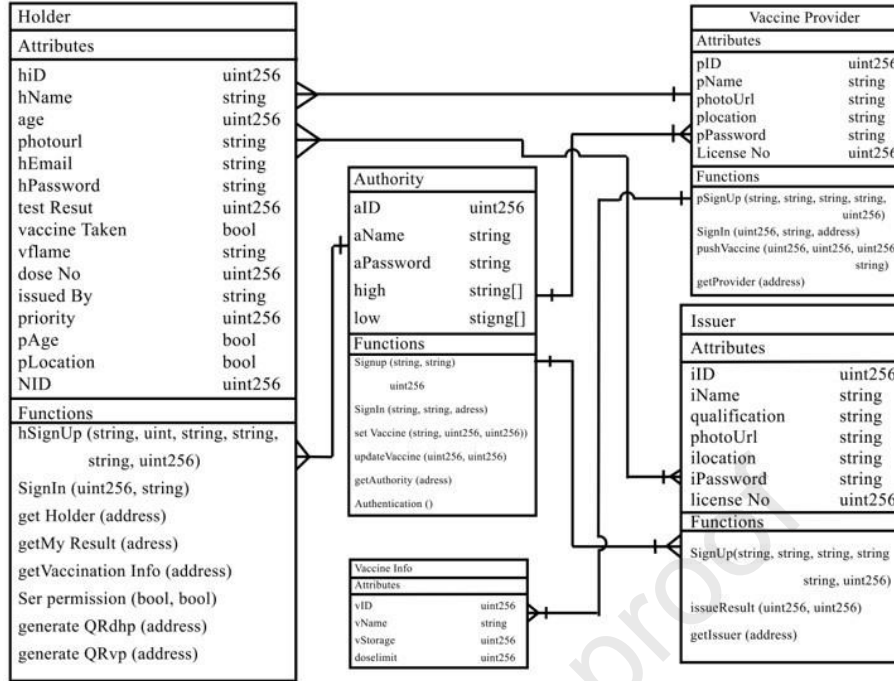 Holder
Attributes
hiD uint256
hName string
age uint256
photourl string
hEmail string
hPassword string
test Resut uint256
vaccine Taken bool
vflame string
dose No uint256
issued By string
priority uint256
pAge bool
pLocation bool
NID uint256
Functions
hSignUp (string, uint, string, string,
string, uint256)
SignIn (uint256, string)
get Holder (address)
getMy Result (adress)
getVaccination Info (address)
Ser permission (bool, bool)
generate QRdhp (address)
generate QRvp (address)
Authority
aID uint256
aName string
aPassword string
high string[]
low stigng[]
Functions
Signup (string, string)
uint256
SignIn (string, string, adress)
set Vaccine (string, uint256, uint256))
updateVaccine (uint256, uint256)
getAuthority (adress)
Authentication ()
Vaccine Info
Attributes
vID uint256
vName string
vStorage uint256
doselimit uint256
Vaccine Provider
Attributes
pID uint256
pName string
photoUrl string
plocation string
pPassword string
License No uint256
Functions
pSignUp (string, string, string, string,
uint256)
SignIn (uint256, string, address)
pushVaccine (uint256, uint256, uint256
string)
getProvider (address)
Issuer
Attributes
iID uint256
iName string
qualification string
photoUrl string
ilocation string
iPassword string
license No uint256
Functions
SignUp(string, string, string, string
string, uint256)
issueResult (uint256, uint256)
getIssuer (address)
proof